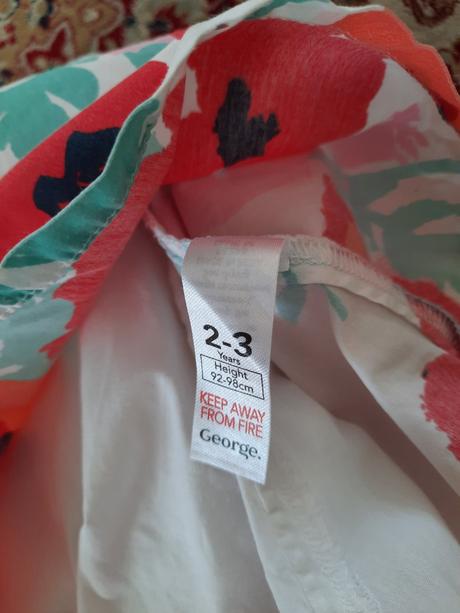 2-3
Years
Height
92-98cm
KEEP AWAY
FROM FIRE
George.